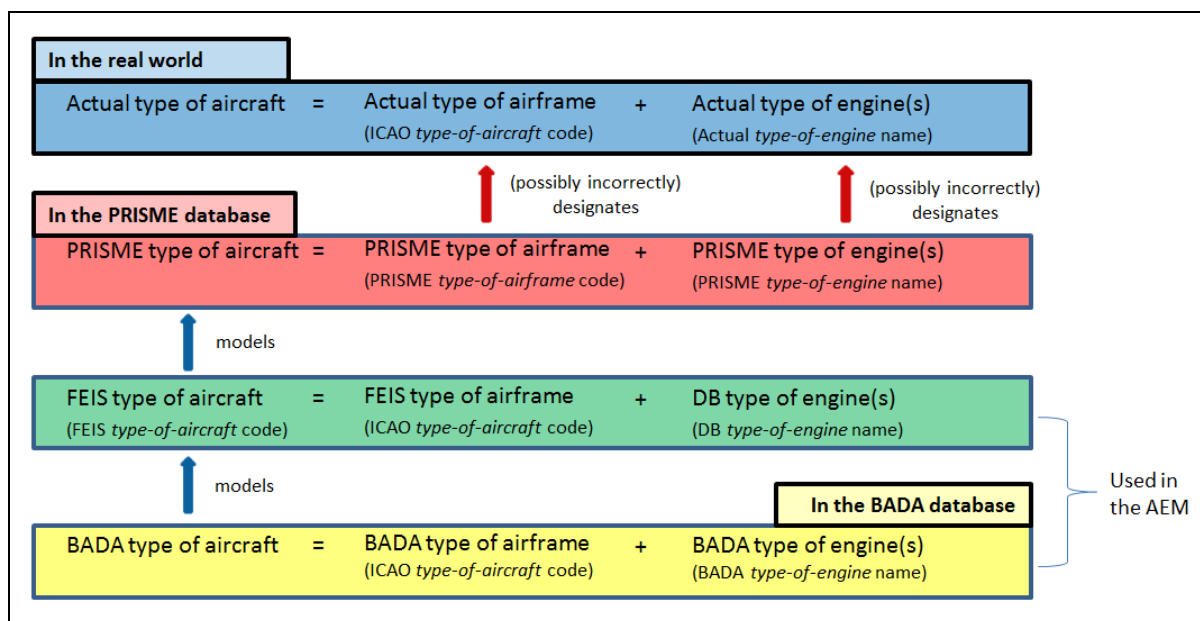 In the real world
Actual type of aircraft = Actual type of airframe + Actual type of engine(s)
(ICAO type-of-aircraft code) (Actual type-of-engine name)
(possibly incorrectly) designates
(possibly incorrectly) designates
In the PRISME database
PRISME type of aircraft = PRISME type of airframe + PRISME type of engine(s)
(PRISME type-of-airframe code) (PRISME type-of-engine name)
models
FEIS type of aircraft = FEIS type of airframe + DB type of engine(s)
(FEIS type-of-aircraft code) (ICAO type-of-aircraft code) (DB type-of-engine name)
models
Used in
the AEM
In the BADA database
BADA type of aircraft = BADA type of airframe + BADA type of engine(s)
(ICAO type-of-aircraft code) (BADA type-of-engine name)